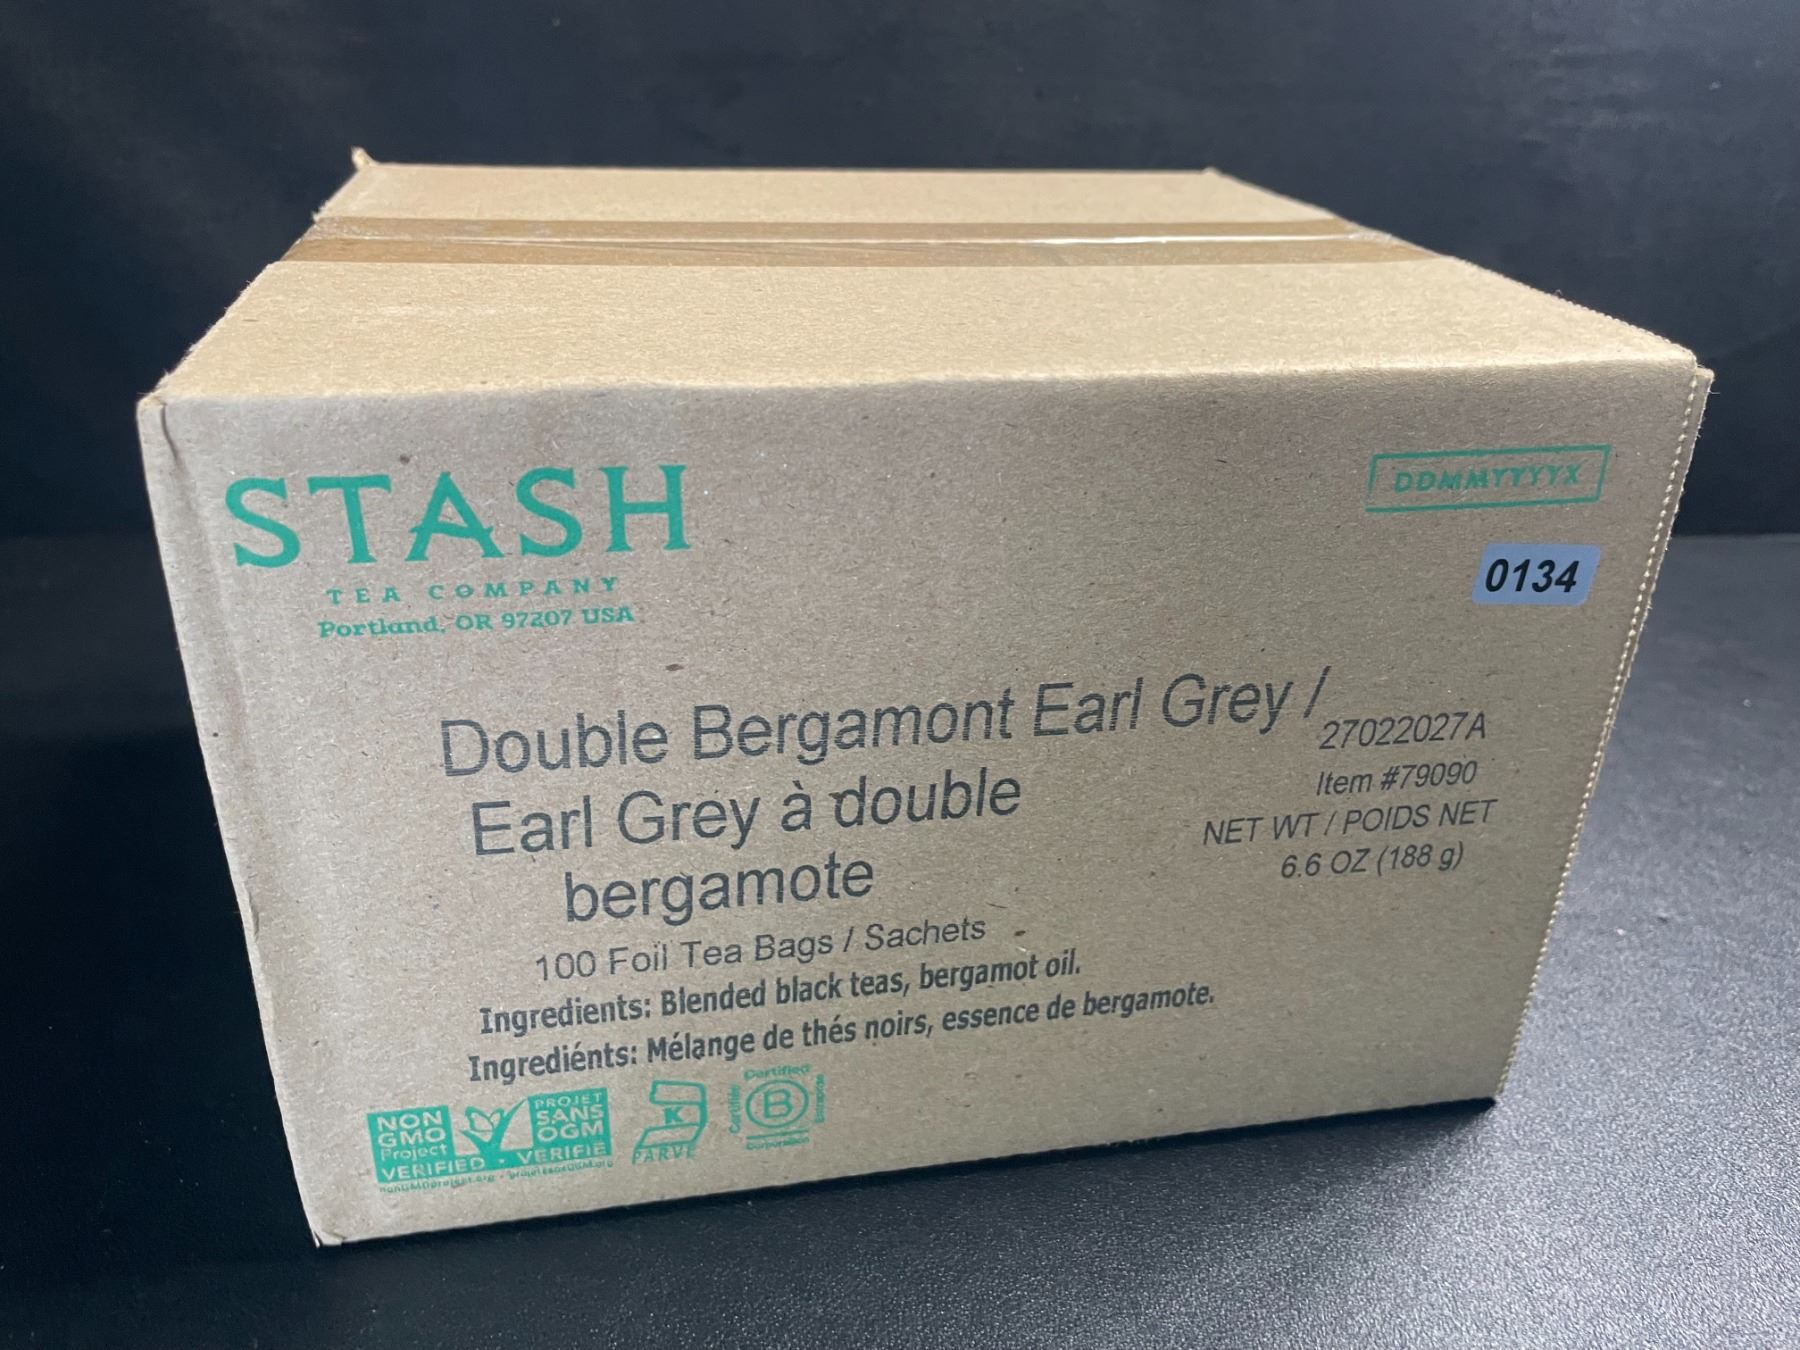 STASH
TEA COMPANY
Portland, OR 97207 USA
DDMMYYYYX
0134
Double Bergamont Earl Grey /
Earl Grey à double
bergamote
27022027A
Item #79090
NET WT / POIDS NET
6.6 OZ (188 g)
100 Foil Tea Bags / Sachets
Ingredients: Blended black teas, bergamot oil.
Ingrediénts: Mélange de thés noirs, essence de bergamote.
NON
GMO
Project
VERIFIED
PROJET
SANS
OGM
VERIFIÉ
nonGMOproject.org
K
PARVE
Certified
B
Corporation